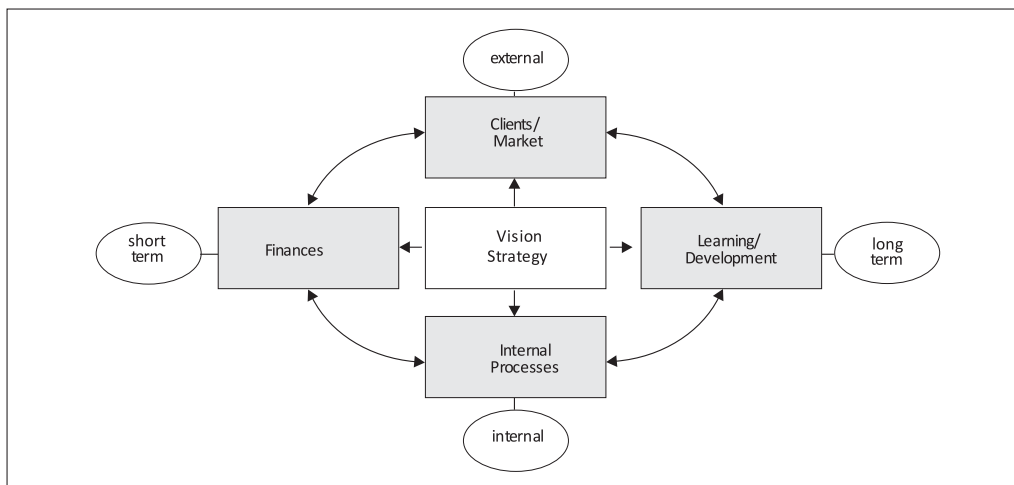 external
Clients/
Market
short
term
Finances
Vision
Strategy
Learning/
Development
long
term
Internal
Processes
internal